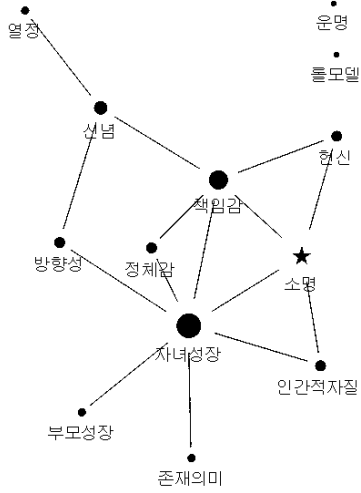 운명
열정
롤모델
신념
헌신
책임감
방향성
정체감
소명
자녀성장
인간적자질
부모성장
존재의미